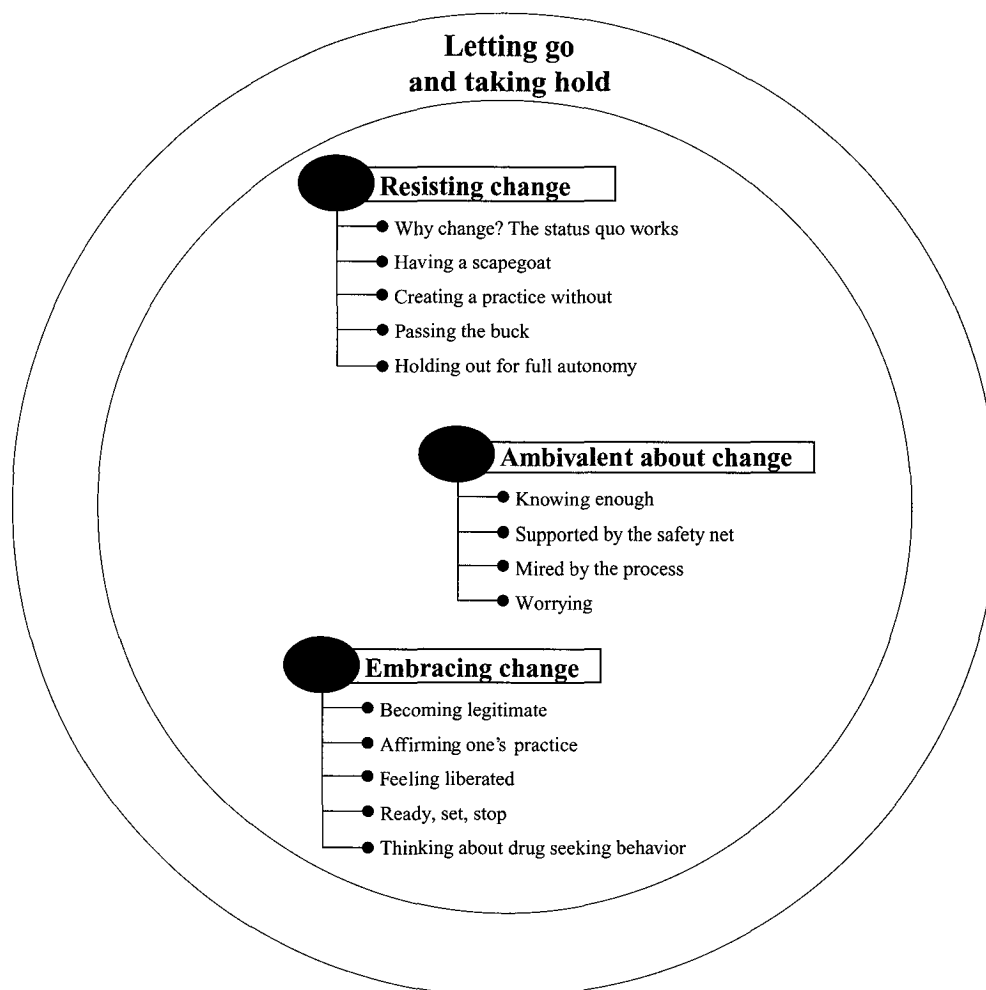 Letting go
and taking hold
Resisting change
Why change? The status quo works
Having a scapegoat
Creating a practice without
Passing the buck
Holding out for full autonomy
Ambivalent about change
Knowing enough
Supported by the safety net
Mired by the process
Worrying
Embracing change
Becoming legitimate
Affirming one's practice
Feeling liberated
Ready, set, stop
Thinking about drug seeking behavior